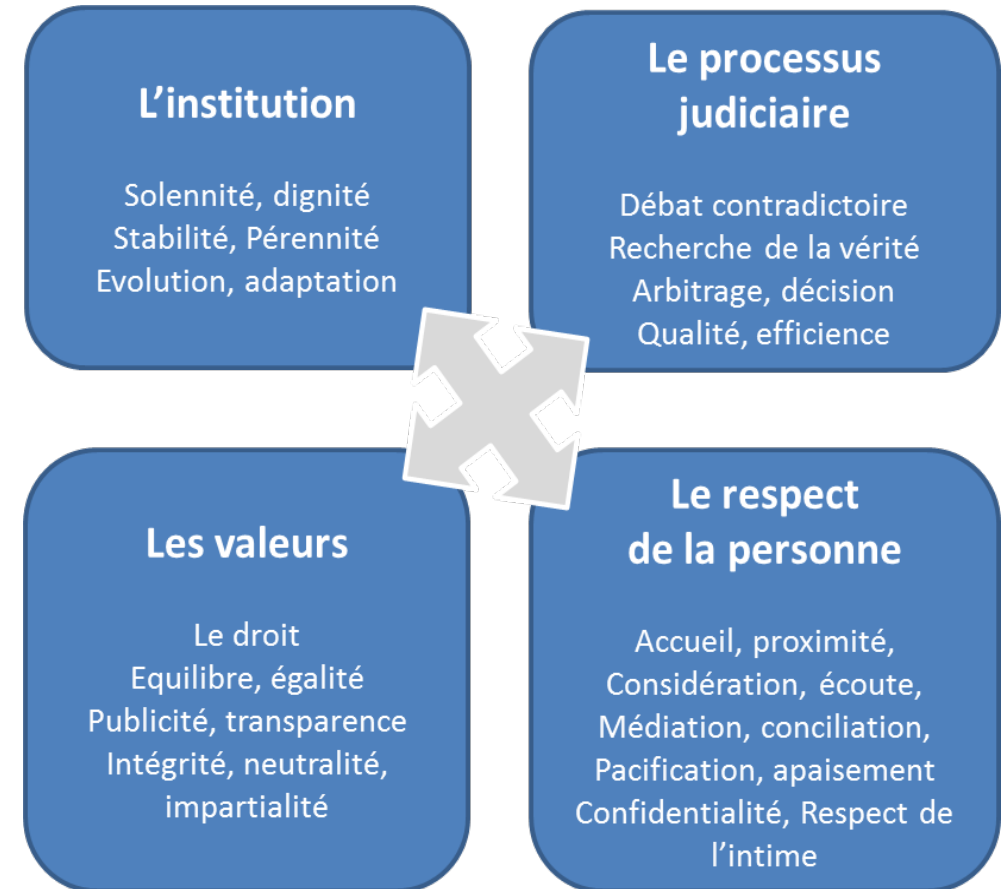 L’institution
Solennité, dignité
Stabilité, Pérennité
Evolution, adaptation
Le processus
judiciaire
Débat contradictoire
Recherche de la vérité
Arbitrage, décision
Qualité, efficience
Les valeurs
Le droit
Equilibre, égalité
Publicité, transparence
Intégrité, neutralité,
impartialité
Le respect
de la personne
Accueil, proximité,
Considération, écoute,
Médiation, conciliation,
Pacification, apaisement
Confidentialité, Respect de
l’intime